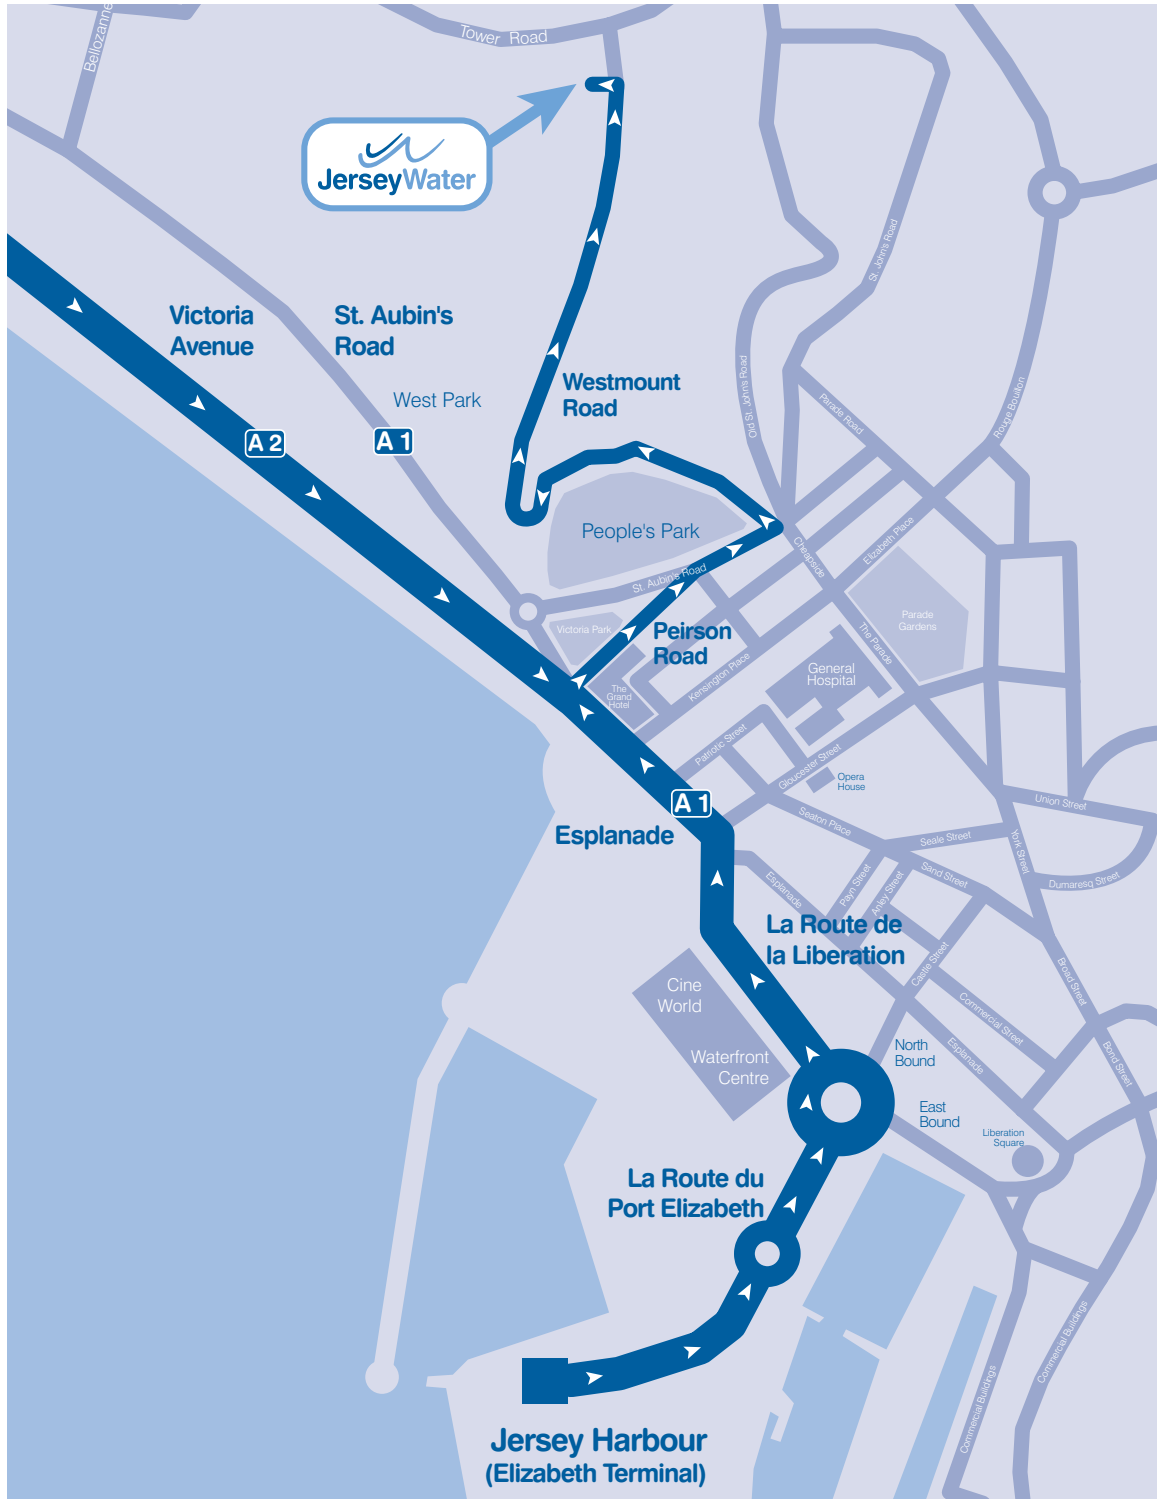 Bellozanne
Tower Road
JerseyWater
St. John's Road
Victoria
Avenue
St. Aubin's
Road
West Park
A 2
A 1
Westmount
Road
Old St. John's Road
Parade Road
Rouge Bouillon
People's Park
Cheapside
Elizabeth Place
St. Aubin's Road
Victoria Park
Peirson
Road
Parade
Gardens
The Parade
General
Hospital
Kensington Place
The
Grand
Hotel
Patriotic Street
Gloucester Street
Opera
House
A 1
Esplanade
Union Street
Seaton Place
Seale Street
York Street
Esplanade
Payn Street
Anley Street
Sand Street
Dumaresq Street
La Route de
la Liberation
Castle Street
Broad Street
Cine
World
Commercial Street
Waterfront
Centre
North
Bound
Esplanade
Bond Street
East
Bound
Liberation
Square
La Route du
Port Elizabeth
Commercial Buildings
Commercial Buildings
Jersey Harbour
(Elizabeth Terminal)